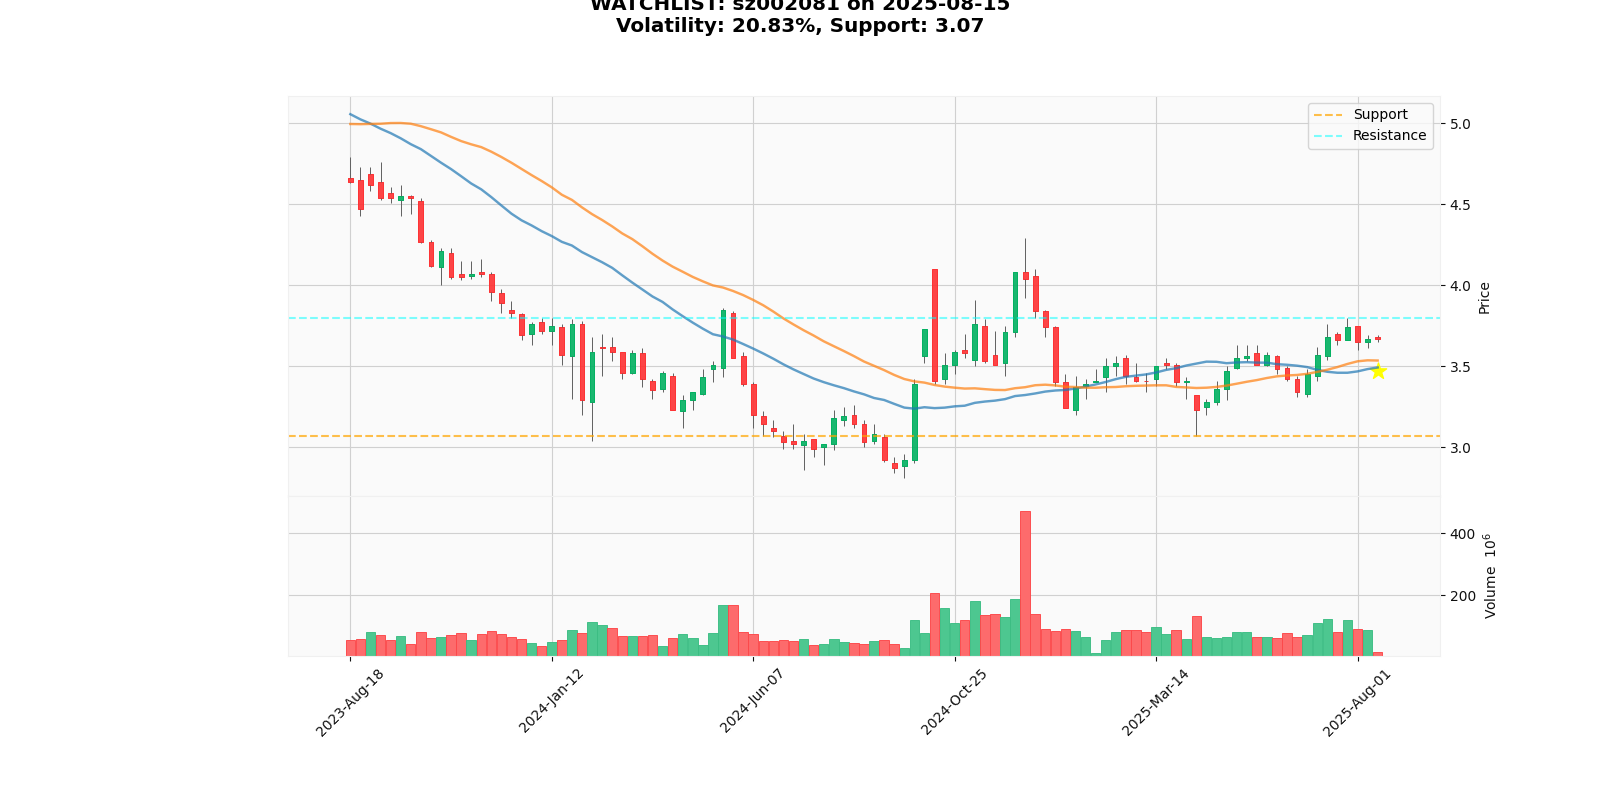 WATCHLIST: sz002081 on 2025-08-15
Volatility: 20.83%, Support: 3.07
Support
Resistance
5.0
4.5
4.0
3.5
3.0
Price
400
200
Volume 10⁶
2023-Aug-18
2024-Jan-12
2024-Jun-07
2024-Oct-25
2025-Mar-14
2025-Aug-01